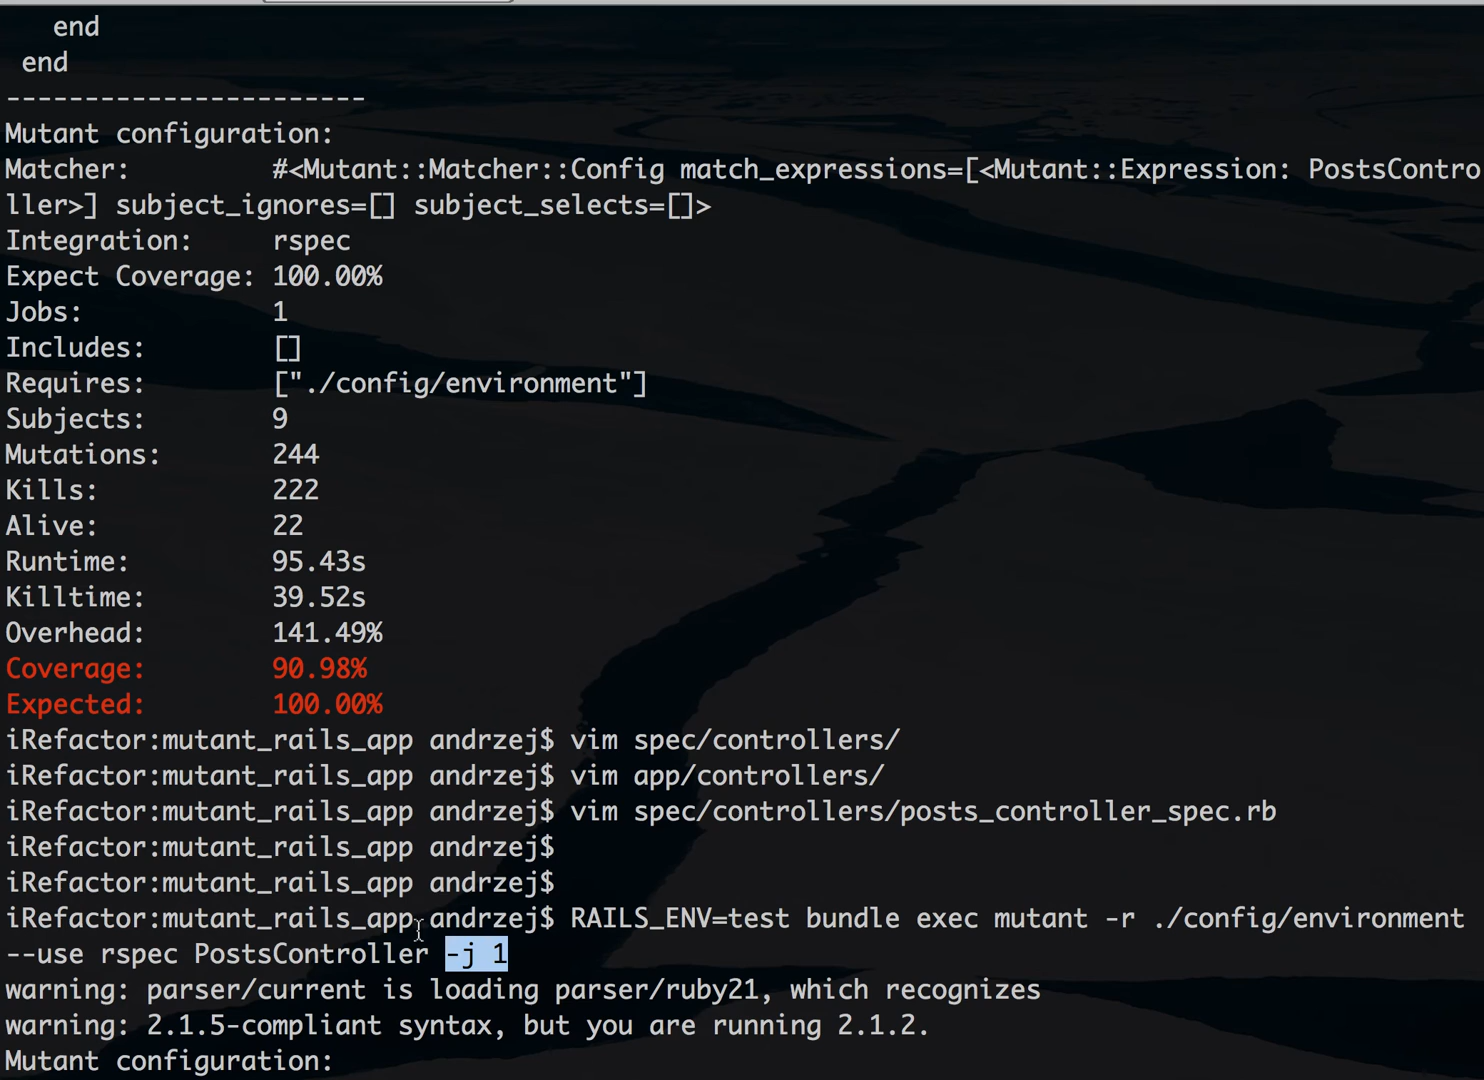 end
end
-----------------------
Mutant configuration:
Matcher: #<Mutant::Matcher::Config match_expressions=[<Mutant::Expression: PostsContro
ller>] subject_ignores=[] subject_selects=[]>
Integration: rspec
Expect Coverage: 100.00%
Jobs: 1
Includes: []
Requires: ["./config/environment"]
Subjects: 9
Mutations: 244
Kills: 222
Alive: 22
Runtime: 95.43s
Killtime: 39.52s
Overhead: 141.49%
Coverage: 90.98%
Expected: 100.00%
iRefactor:mutant_rails_app andrzej$ vim spec/controllers/
iRefactor:mutant_rails_app andrzej$ vim app/controllers/
iRefactor:mutant_rails_app andrzej$ vim spec/controllers/posts_controller_spec.rb
iRefactor:mutant_rails_app andrzej$
iRefactor:mutant_rails_app andrzej$
iRefactor:mutant_rails_app andrzej$ RAILS_ENV=test bundle exec mutant -r ./config/environment
--use rspec PostsController -j 1
warning: parser/current is loading parser/ruby21, which recognizes
warning: 2.1.5-compliant syntax, but you are running 2.1.2.
Mutant configuration: